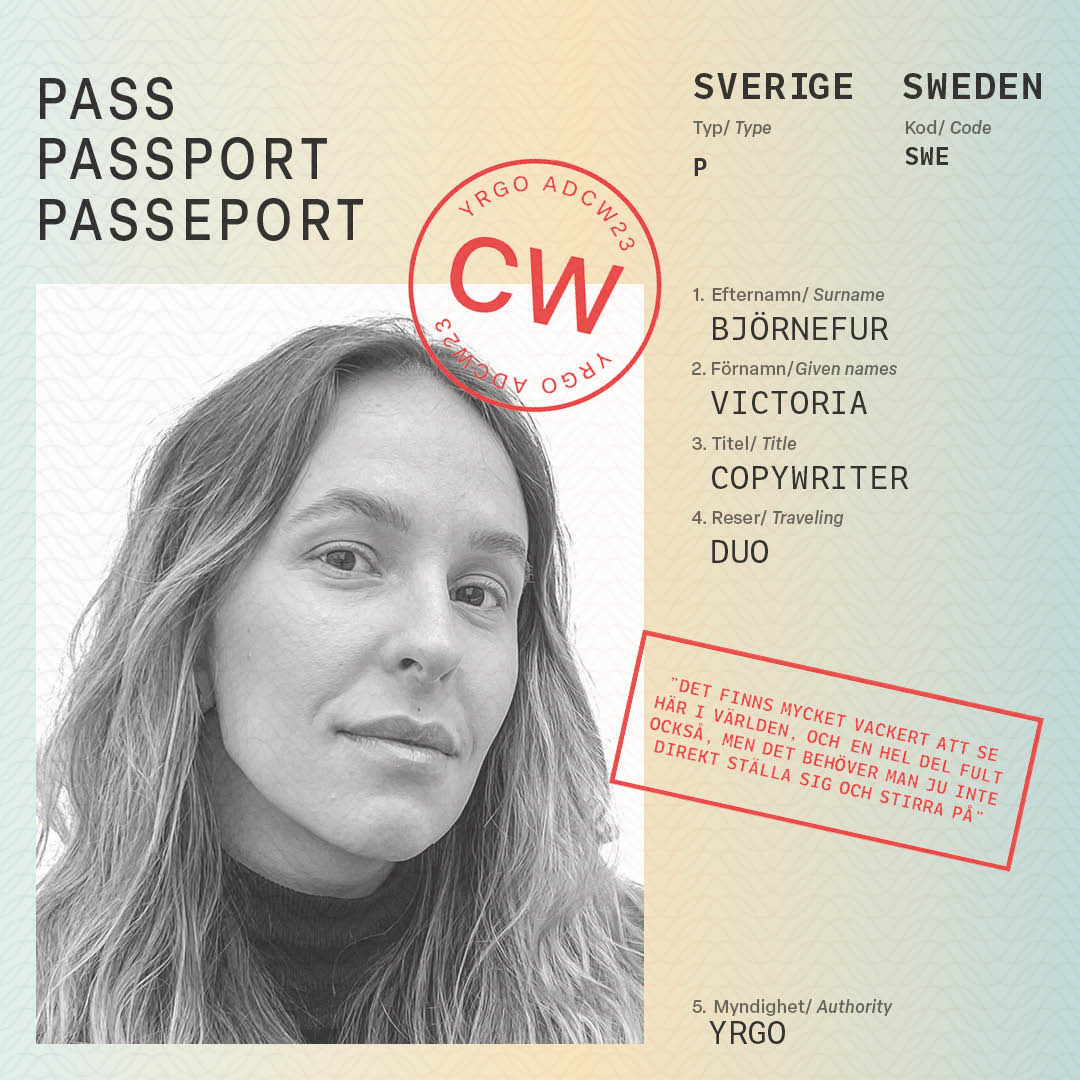 PASS
PASSPORT
PASSEPORT
SVERIGE SWEDEN
Typ/ Type Kod/ Code
P SWE
YRGO ADCW23
CW
YRGO ADCW23
1. Efternamn/ Surname
BJÖRNEFUR
2. Förnamn/Given names
VICTORIA
3. Titel/ Title
COPYWRITER
4. Reser/ Traveling
DUO
”DET FINNS MYCKET VACKERT ATT SE
HÄR I VÄRLDEN, OCH EN HEL DEL FULT
OCKSÅ, MEN DET BEHÖVER MAN JU INTE
DIREKT STÄLLA SIG OCH STIRRA PÅ”
5. Myndighet/ Authority
YRGO